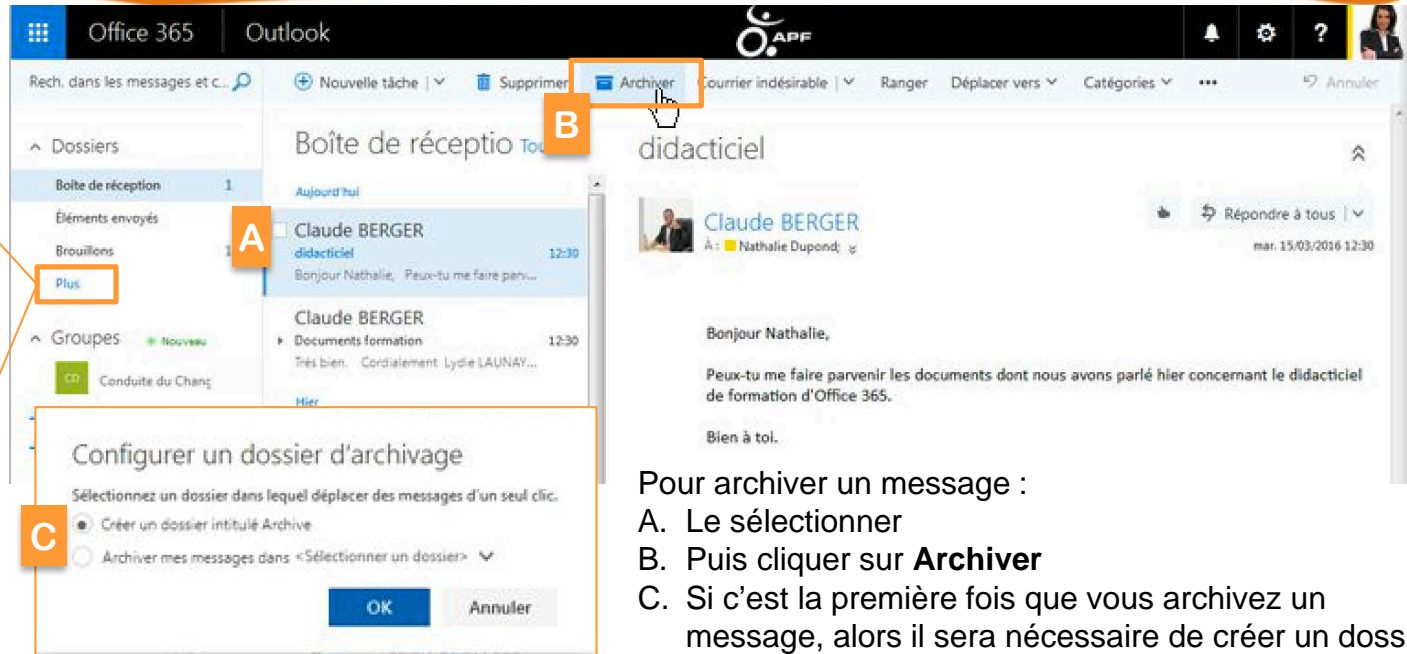 Office 365 Outlook APF ?
Rech. dans les messages et c... Nouvelle tâche Supprimer Archiver Courrier indésirable Ranger Déplacer vers Catégories ... Annuler
B
Dossiers
Boîte de réception 1
Éléments envoyés
Brouillons 1
Plus
Groupes + Nouveau
CD Conduite du Chang
Boîte de réceptio
Aujourd'hui
A
Claude BERGER
didacticiel 12:30
Bonjour Nathalie, Peux-tu me faire parv...
Claude BERGER
Documents formation 12:30
Très bien. Cordialement Lydie LAUNAY...
Hier
didacticiel
Claude BERGER
À : Nathalie Dupond;
Répondre à tous
mar. 15/03/2016 12:30
Bonjour Nathalie,
Peux-tu me faire parvenir les documents dont nous avons parlé hier concernant le didacticiel
de formation d'Office 365.
Bien à toi.
Configurer un dossier d'archivage
Sélectionnez un dossier dans lequel déplacer des messages d'un seul clic.
C
Créer un dossier intitulé Archive
Archiver mes messages dans <Sélectionner un dossier>
OK Annuler
Pour archiver un message :
A. Le sélectionner
B. Puis cliquer sur Archiver
C. Si c’est la première fois que vous archivez un
message, alors il sera nécessaire de créer un doss